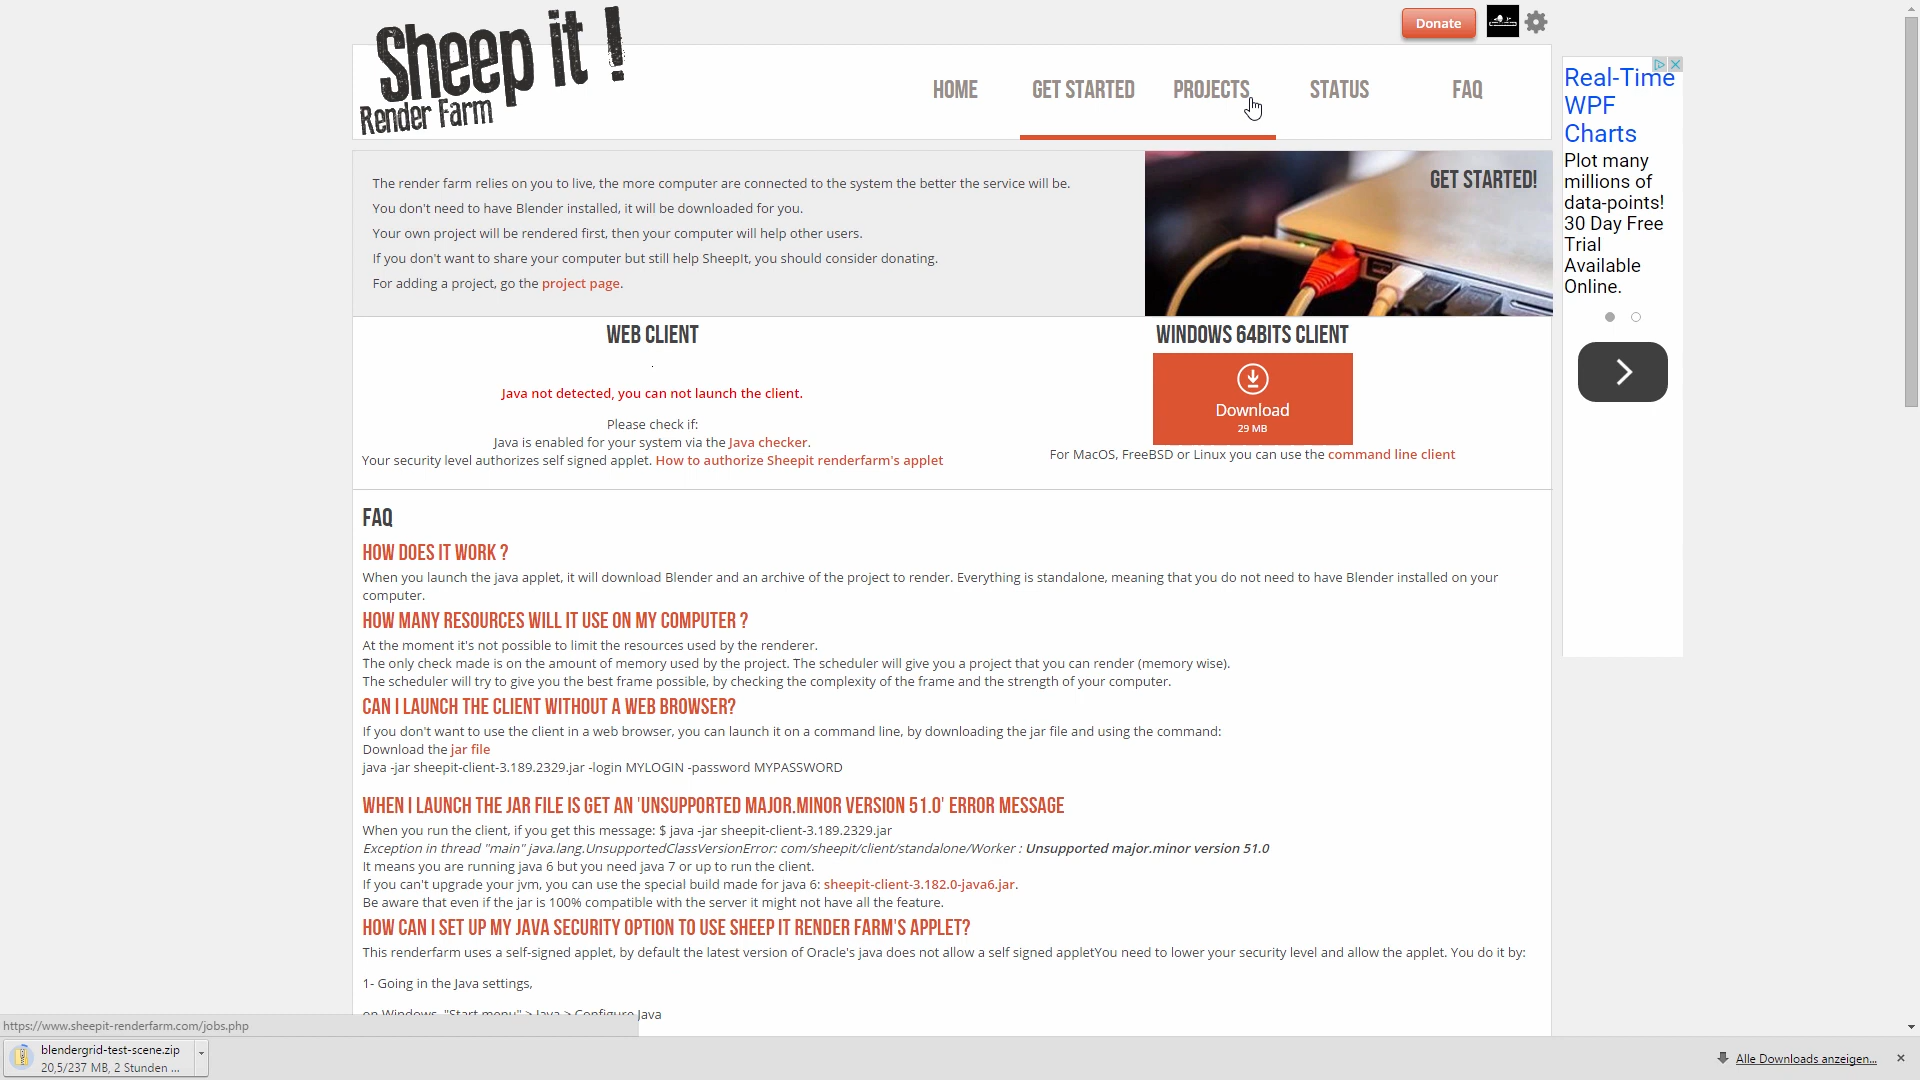 Sheep it !
Render Farm
Donate
HOME
GET STARTED
PROJECTS
STATUS
FAQ
The render farm relies on you to live, the more computer are connected to the system the better the service will be.
You don't need to have Blender installed, it will be downloaded for you.
Your own project will be rendered first, then your computer will help other users.
If you don't want to share your computer but still help SheepIt, you should consider donating.
For adding a project, go the project page.
GET STARTED!
WEB CLIENT
.
Java not detected, you can not launch the client.
Please check if:
Java is enabled for your system via the Java checker.
Your security level authorizes self signed applet. How to authorize Sheepit renderfarm's applet
WINDOWS 64BITS CLIENT
Download
29 MB
For MacOS, FreeBSD or Linux you can use the command line client
Real-Time
WPF
Charts
Plot many
millions of
data-points!
30 Day Free
Trial
Available
Online.
FAQ
HOW DOES IT WORK ?
When you launch the java applet, it will download Blender and an archive of the project to render. Everything is standalone, meaning that you do not need to have Blender installed on your
computer.
HOW MANY RESOURCES WILL IT USE ON MY COMPUTER ?
At the moment it's not possible to limit the resources used by the renderer.
The only check made is on the amount of memory used by the project. The scheduler will give you a project that you can render (memory wise).
The scheduler will try to give you the best frame possible, by checking the complexity of the frame and the strength of your computer.
CAN I LAUNCH THE CLIENT WITHOUT A WEB BROWSER?
If you don't want to use the client in a web browser, you can launch it on a command line, by downloading the jar file and using the command:
Download the jar file
java -jar sheepit-client-3.189.2329.jar -login MYLOGIN -password MYPASSWORD
WHEN I LAUNCH THE JAR FILE IS GET AN 'UNSUPPORTED MAJOR.MINOR VERSION 51.0' ERROR MESSAGE
When you run the client, if you get this message: $ java -jar sheepit-client-3.189.2329.jar
Exception in thread "main" java.lang.UnsupportedClassVersionError: com/sheepit/client/standalone/Worker : Unsupported major.minor version 51.0
It means you are running java 6 but you need java 7 or up to run the client.
If you can't upgrade your jvm, you can use the special build made for java 6: sheepit-client-3.182.0-java6.jar.
Be aware that even if the jar is 100% compatible with the server it might not have all the feature.
HOW CAN I SET UP MY JAVA SECURITY OPTION TO USE SHEEP IT RENDER FARM'S APPLET?
This renderfarm uses a self-signed applet, by default the latest version of Oracle's java does not allow a self signed appletYou need to lower your security level and allow the applet. You do it by:
1- Going in the Java settings,
on Windows, "Start menu" > Java > Configure Java
https://www.sheepit-renderfarm.com/jobs.php
blendergrid-test-scene.zip
20,5/237 MB, 2 Stunden ...
Alle Downloads anzeigen...